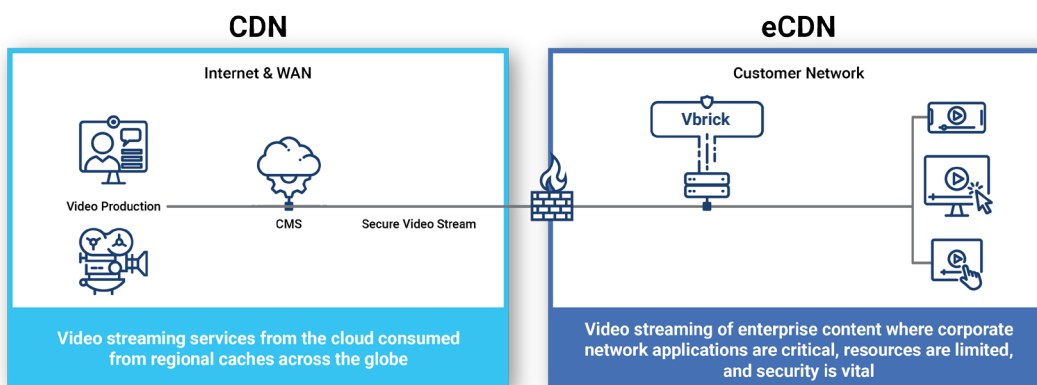 CDN
Internet & WAN
Video Production
CMS
Secure Video Stream
Video streaming services from the cloud consumed
from regional caches across the globe
eCDN
Customer Network
Vbrick
Video streaming of enterprise content where corporate
network applications are critical, resources are limited,
and security is vital